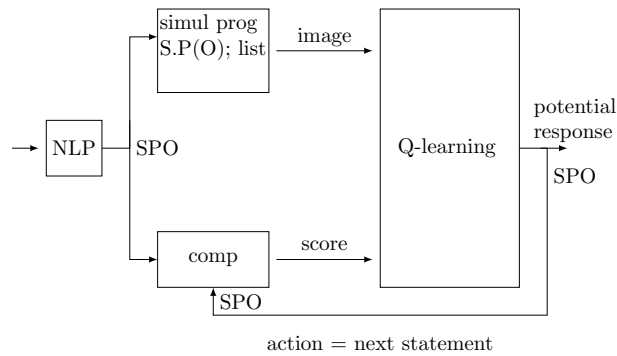 simul prog
S.P(O); list
image
NLP
SPO
Q-learning
potential
response
SPO
comp
score
SPO
action = next statement